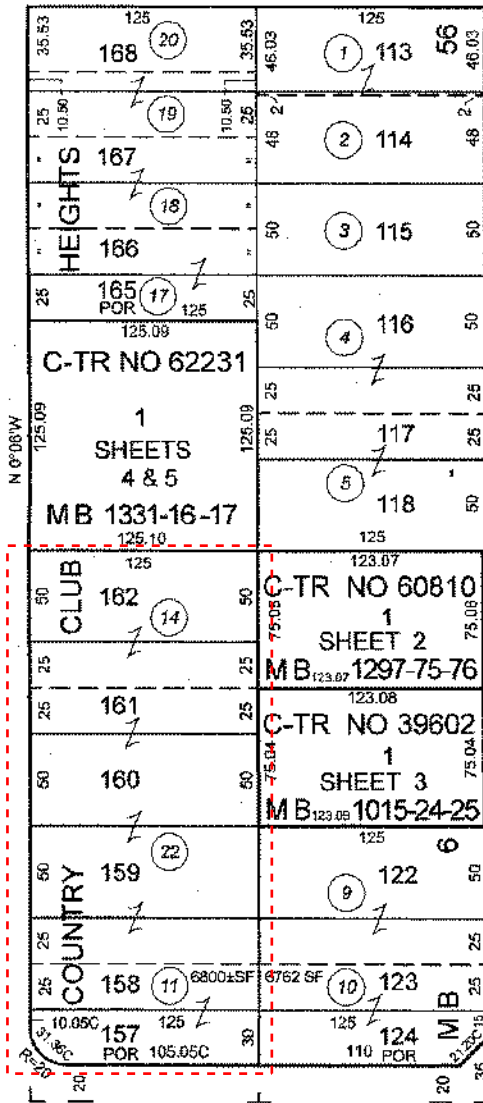 125 125
35.53 168 20 35.53 46.03 1 113 56 46.03
10.50 10.50 2 2
25 19 25 48 2 114 48
" 167 "
HEIGHTS
" 18 " 50 3 115 50
" 166 "
25 165 17 25
POR 125
125.09 50 4 116 50
C-TR NO 62231
25 25
N 0°06'W 125.09 1 125.09
SHEETS 25 117 25
4 & 5
5 118 50
MB 1331-16-17
125.10 125
125 123.07
50 CLUB 162 14 50 C-TR NO 60810
75.06 1 75.06
SHEET 2
25 25 MB 123.07 1297-75-76
25 161 25 123.08
C-TR NO 39602
50 160 50 75.04 1 75.04
SHEET 3
MB 123.09 1015-24-25
125
50 159 22 9 122 6 50
25 COUNTRY 25
25 158 11 6800±SF 6762 SF 10 123 25
10.05C 125 125
31.36C 157 30 124 MB 21.20C 15
R=20 POR 105.05C 110 POR
20 20 35